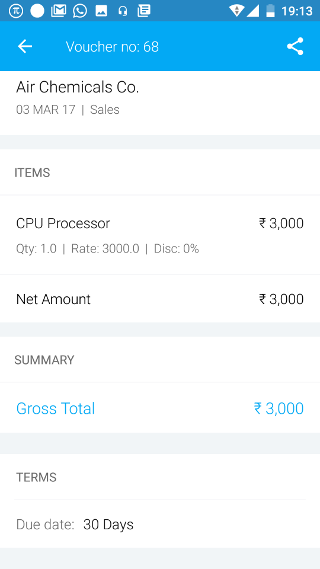 19:13
Voucher no: 68
Air Chemicals Co.
03 MAR 17 | Sales
ITEMS
CPU Processor ₹ 3,000
Qty: 1.0 | Rate: 3000.0 | Disc: 0%
Net Amount ₹ 3,000
SUMMARY
Gross Total ₹ 3,000
TERMS
Due date: 30 Days